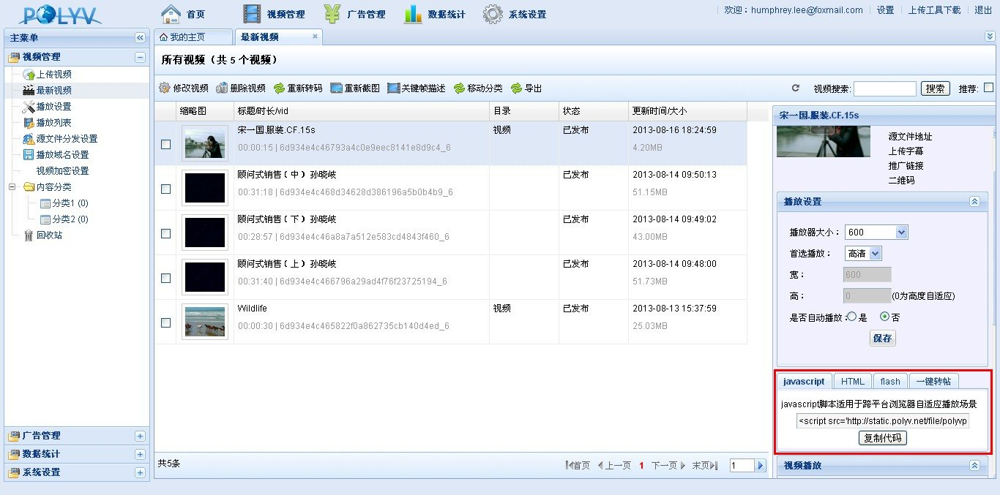 POLYV
首页 视频管理 广告管理 数据统计 系统设置
欢迎：humphrey.lee@foxmail.com | 设置 | 上传工具下载 | 退出
主菜单
视频管理
上传视频
最新视频
播放设置
播放列表
源文件分发设置
播放域名设置
视频加密设置
内容分类
分类1 (0)
分类2 (0)
回收站
广告管理
数据统计
系统设置
我的主页 最新视频
所有视频（共 5 个视频）
修改视频 删除视频 重新转码 重新截图 关键帧描述 移动分类 导出
视频搜索: 搜索 推荐:
缩略图 标题/时长/vid 目录 状态 更新时间/大小
宋一国.服装.CF.15s 视频 已发布 2013-08-16 18:24:59
00:00:15 | 6d934e4c46793a4c0e9eec8141e8d9c4_6 4.20MB
顾问式销售（中）孙晓岐 已发布 2013-08-14 09:50:13
00:31:18 | 6d934e4c468d34628d386196a5b0b4b9_6 51.15MB
顾问式销售（下）孙晓岐 已发布 2013-08-14 09:49:02
00:28:57 | 6d934e4c46a8a7a512e583cd4843f460_6 43.00MB
顾问式销售（上）孙晓岐 已发布 2013-08-14 09:48:00
00:31:40 | 6d934e4c466796a29ad4f76f23725194_6 51.73MB
Wildlife 视频 已发布 2013-08-13 15:37:59
00:00:30 | 6d934e4c465822f0a862735cb140d4ed_6 25.03MB
共5条
首页 上一页 1 下一页 末页 1
宋一国.服装.CF.15s
源文件地址
上传字幕
推广链接
二维码
播放设置
播放器大小： 600
首选播放： 高清
宽： 600
高： 0 (0为高度自适应)
是否自动播放： 是 否
保存
javascript HTML flash 一键转帖
javascript脚本适用于跨平台浏览器自适应播放场景
<script src='http://static.polyv.net/file/polyvp
复制代码
视频播放